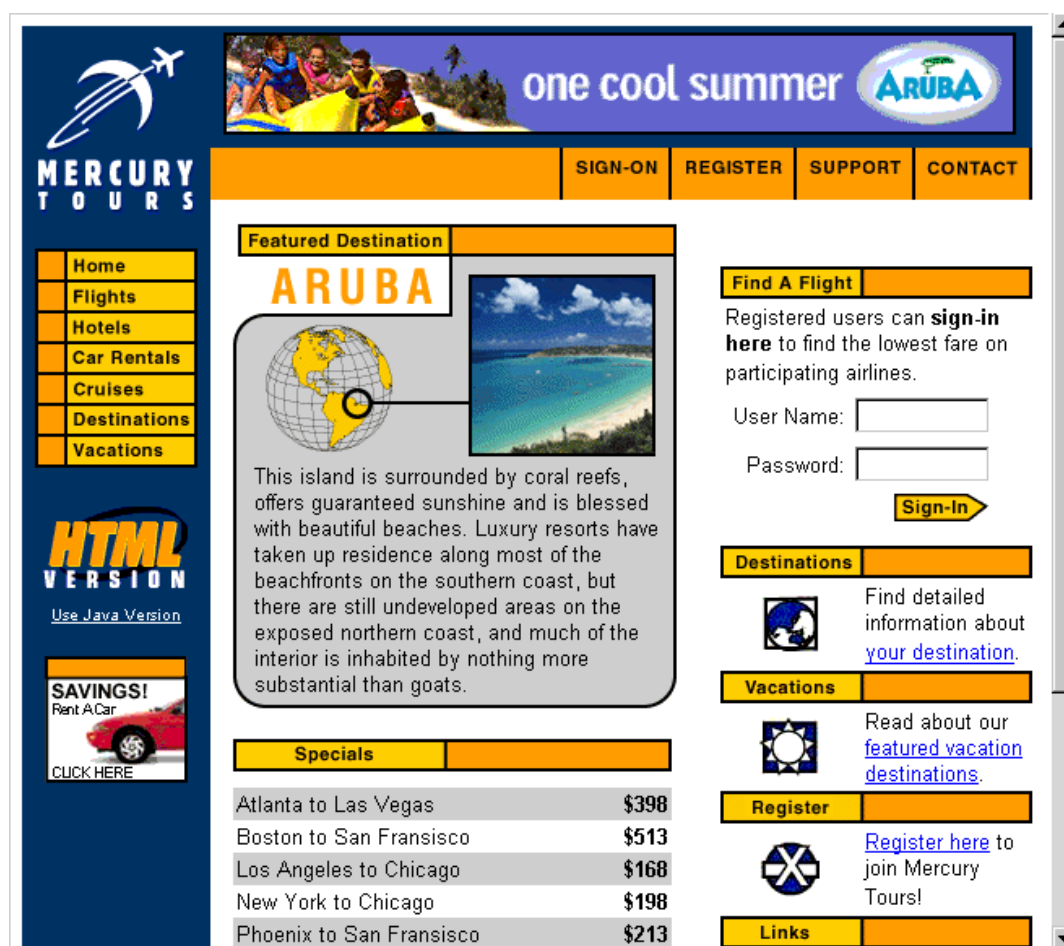 one cool summer ARUBA
MERCURY
TOURS
SIGN-ON REGISTER SUPPORT CONTACT
Home
Flights
Hotels
Car Rentals
Cruises
Destinations
Vacations
HTML
VERSION
Use Java Version
SAVINGS!
Rent A Car
CLICK HERE
Featured Destination
ARUBA
This island is surrounded by coral reefs,
offers guaranteed sunshine and is blessed
with beautiful beaches. Luxury resorts have
taken up residence along most of the
beachfronts on the southern coast, but
there are still undeveloped areas on the
exposed northern coast, and much of the
interior is inhabited by nothing more
substantial than goats.
Specials
Atlanta to Las Vegas $398
Boston to San Fransisco $513
Los Angeles to Chicago $168
New York to Chicago $198
Phoenix to San Fransisco $213
Find A Flight
Registered users can sign-in
here to find the lowest fare on
participating airlines.
User Name:
Password:
Sign-In
Destinations
Find detailed
information about
your destination.
Vacations
Read about our
featured vacation
destinations.
Register
Register here to
join Mercury
Tours!
Links